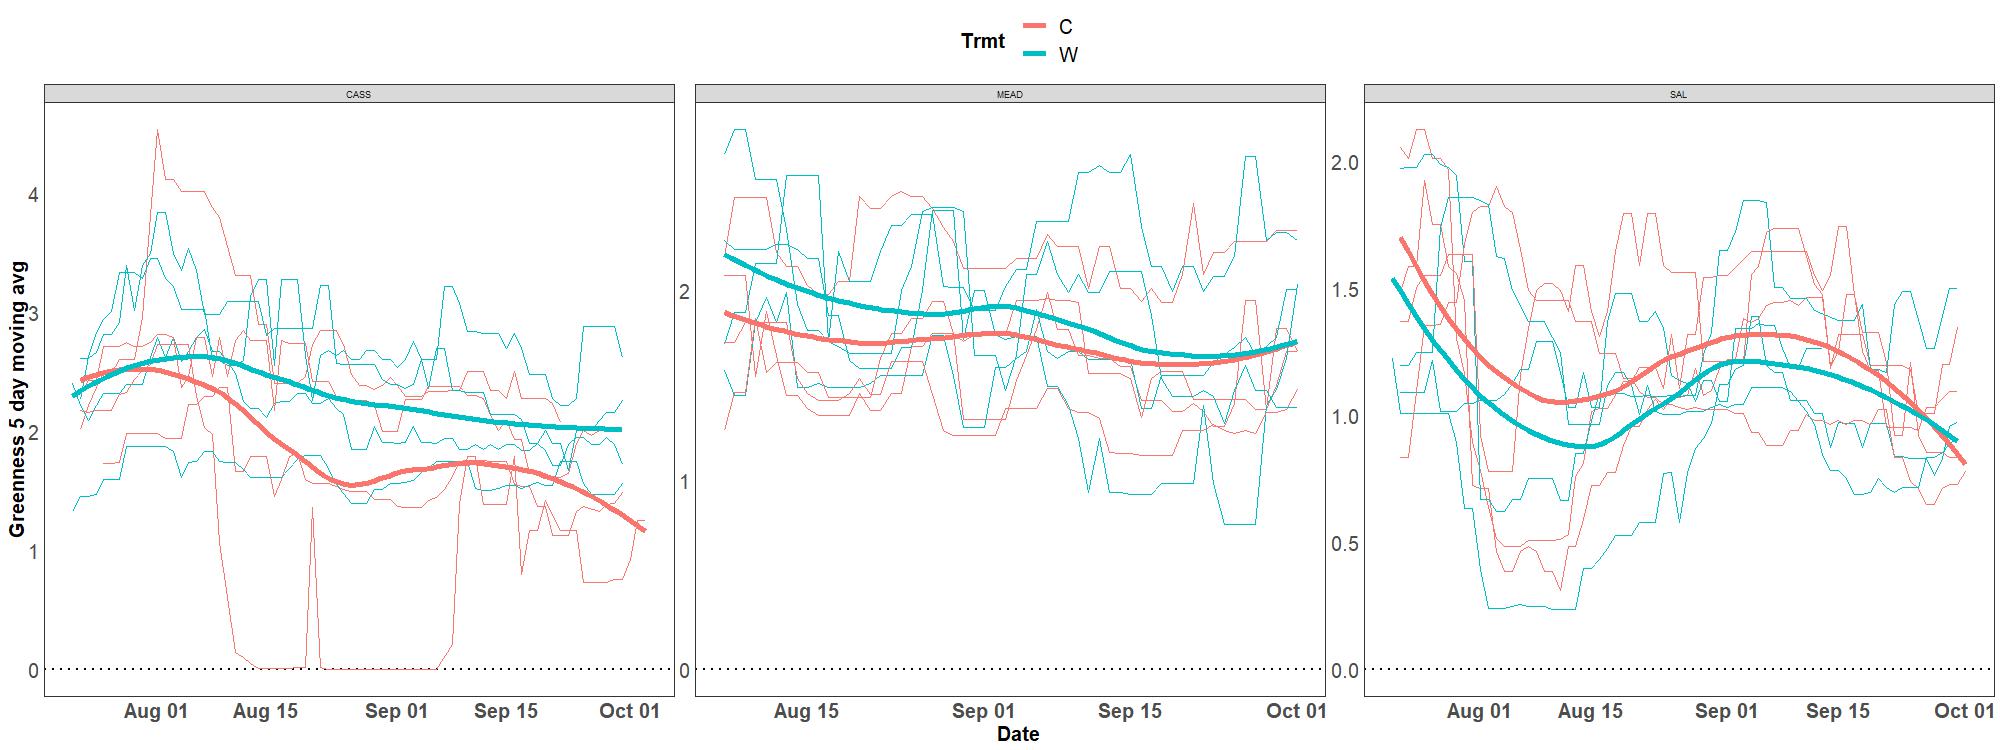 Trmt
C
W
CASS
MEAD
SAL
Greenness 5 day moving avg
4
3
2
1
0
2
1
0
2.0
1.5
1.0
0.5
0.0
Aug 01 Aug 15 Sep 01 Sep 15 Oct 01
Aug 15 Sep 01 Sep 15 Oct 01
Aug 01 Aug 15 Sep 01 Sep 15 Oct 01
Date